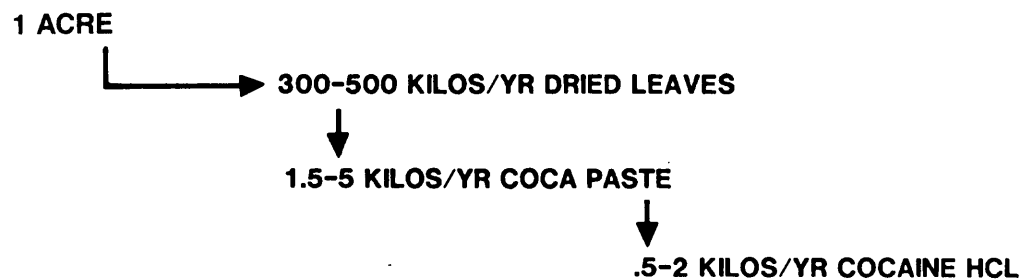 1 ACRE
300-500 KILOS/YR DRIED LEAVES
1.5-5 KILOS/YR COCA PASTE
.5-2 KILOS/YR COCAINE HCL